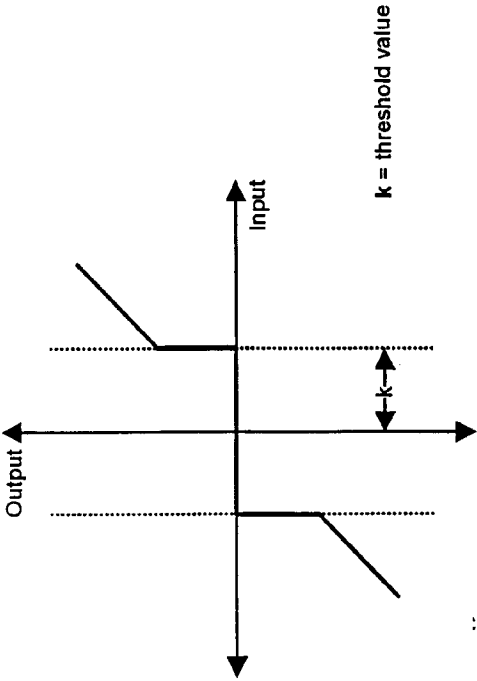 Output
Input
k
k = threshold value